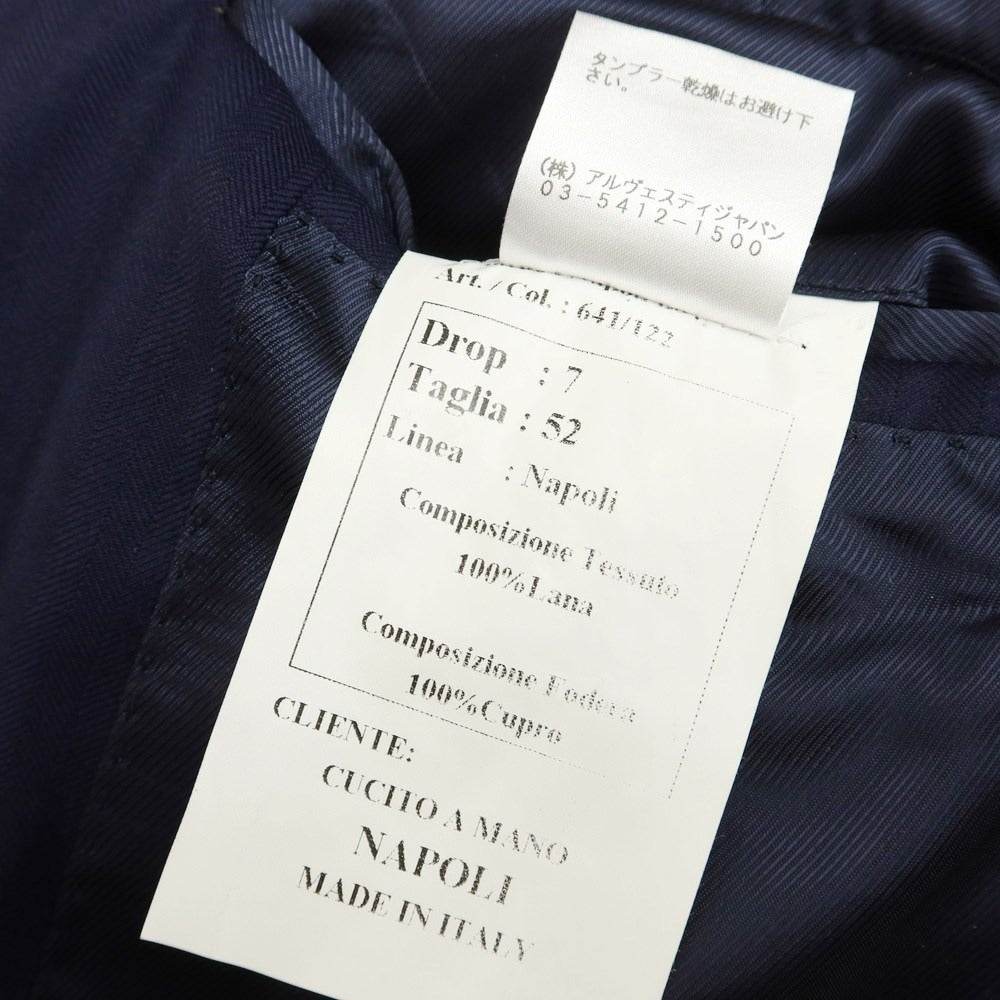 タンブラー乾燥はお避け下
さい。
(株) アルヴェスティジャパン
03-5412-1500
Art. / Col. : 641/122
Drop : 7
Taglia : 52
Linea : Napoli
Composizione Tessuto
100%Lana
Composizione Fodera
100%Cupro
CLIENTE:
CUCITO A MANO
NAPOLI
MADE IN ITALY